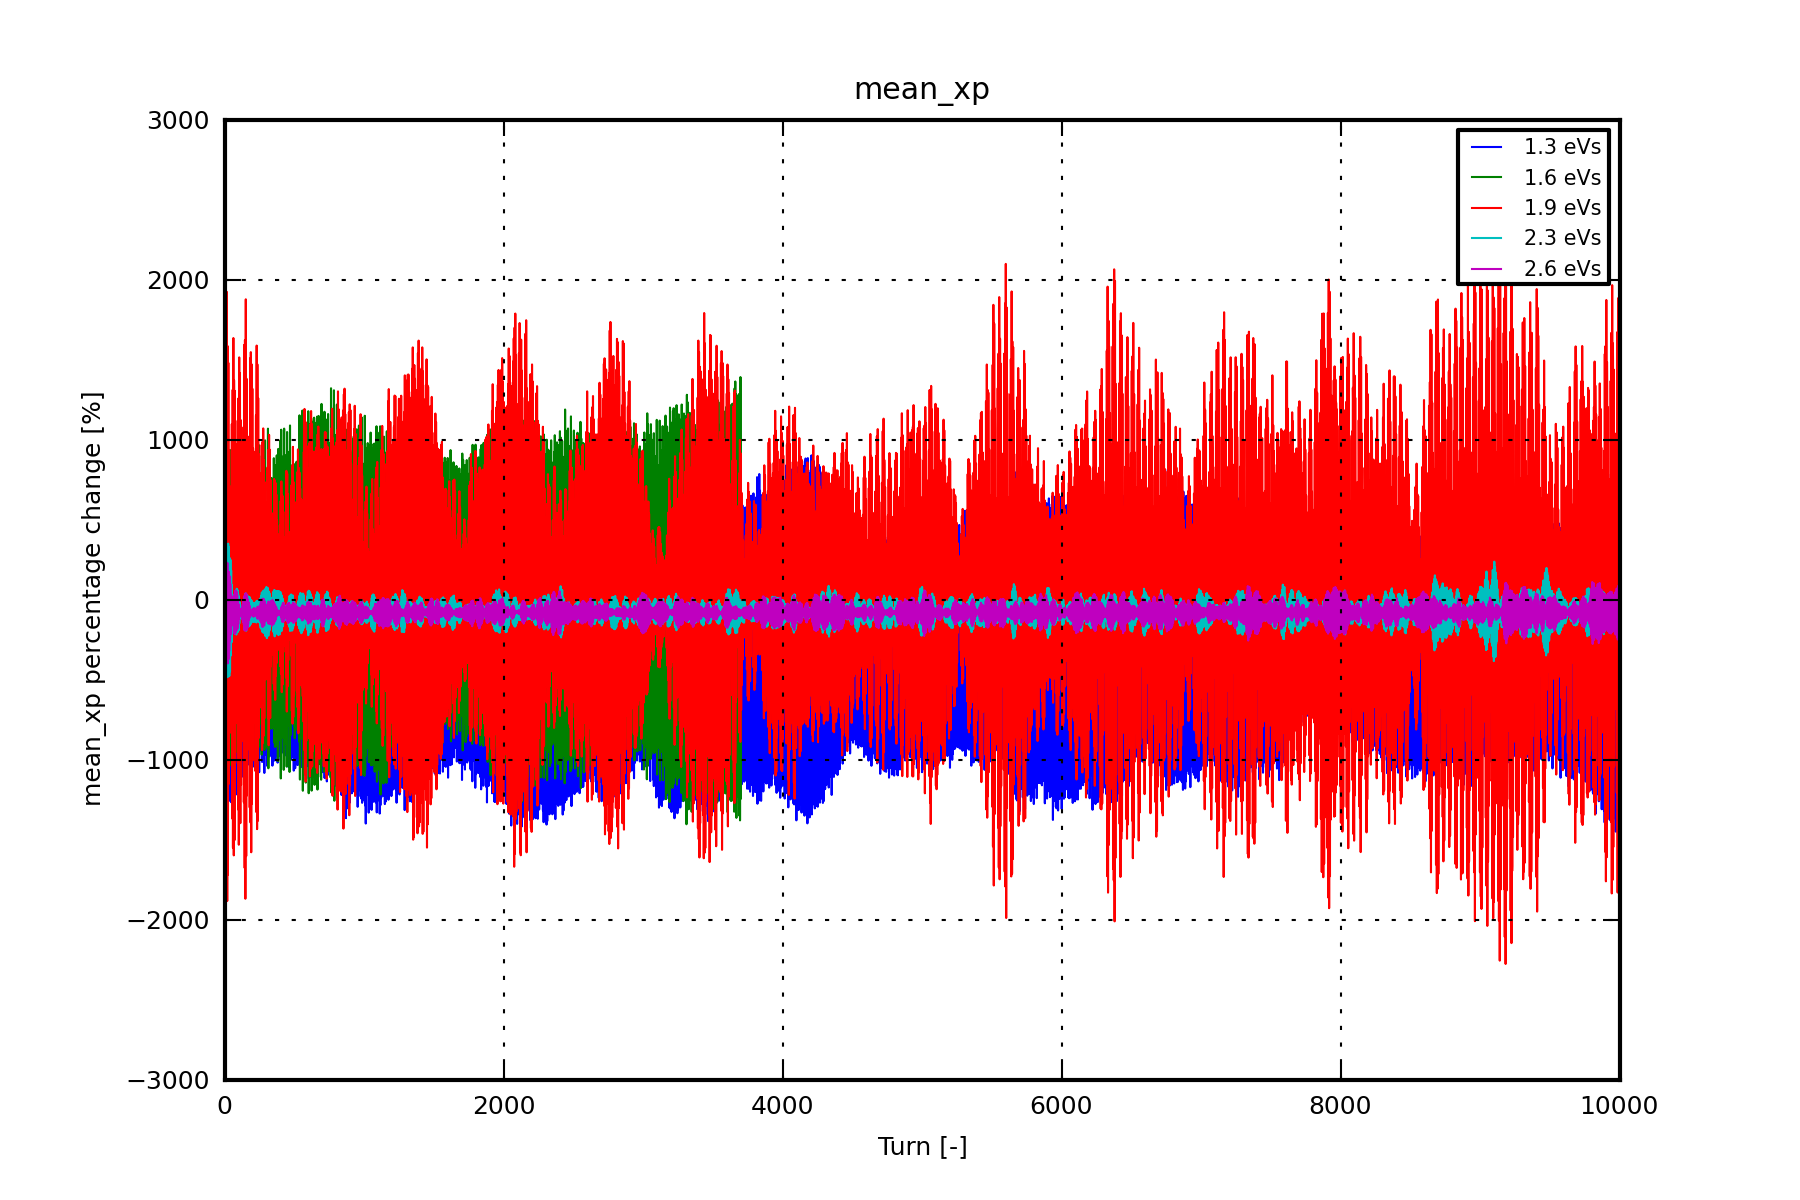 mean_xp
3000
2000
1000
0
−1000
−2000
−3000
mean_xp percentage change [%]
1.3 eVs
1.6 eVs
1.9 eVs
2.3 eVs
2.6 eVs
0
2000
4000
6000
8000
10000
Turn [-]